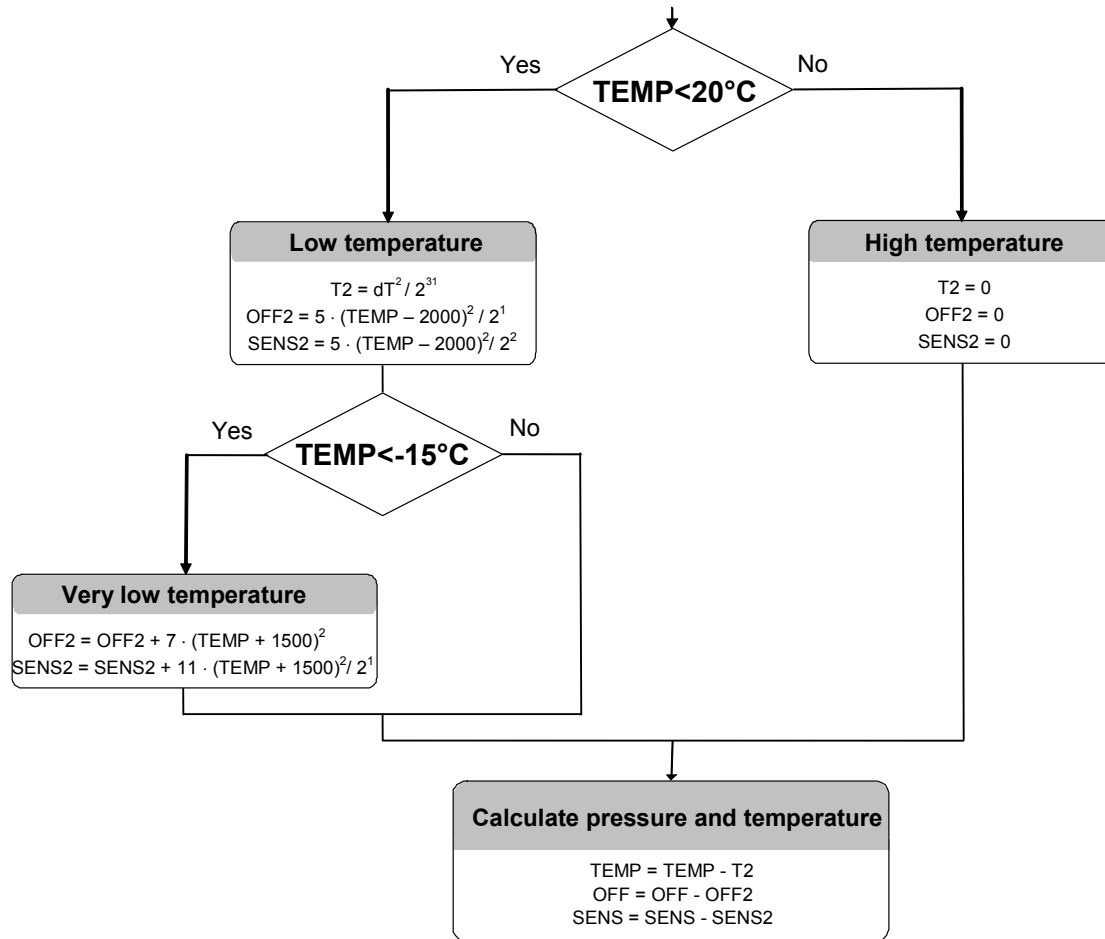 TEMP<20°C
Yes
No
Low temperature
T2 = dT² / 2³¹
OFF2 = 5 · (TEMP – 2000)² / 2¹
SENS2 = 5 · (TEMP – 2000)²/ 2²
High temperature
T2 = 0
OFF2 = 0
SENS2 = 0
TEMP<-15°C
Yes
No
Very low temperature
OFF2 = OFF2 + 7 · (TEMP + 1500)²
SENS2 = SENS2 + 11 · (TEMP + 1500)²/ 2¹
Calculate pressure and temperature
TEMP = TEMP - T2
OFF = OFF - OFF2
SENS = SENS - SENS2